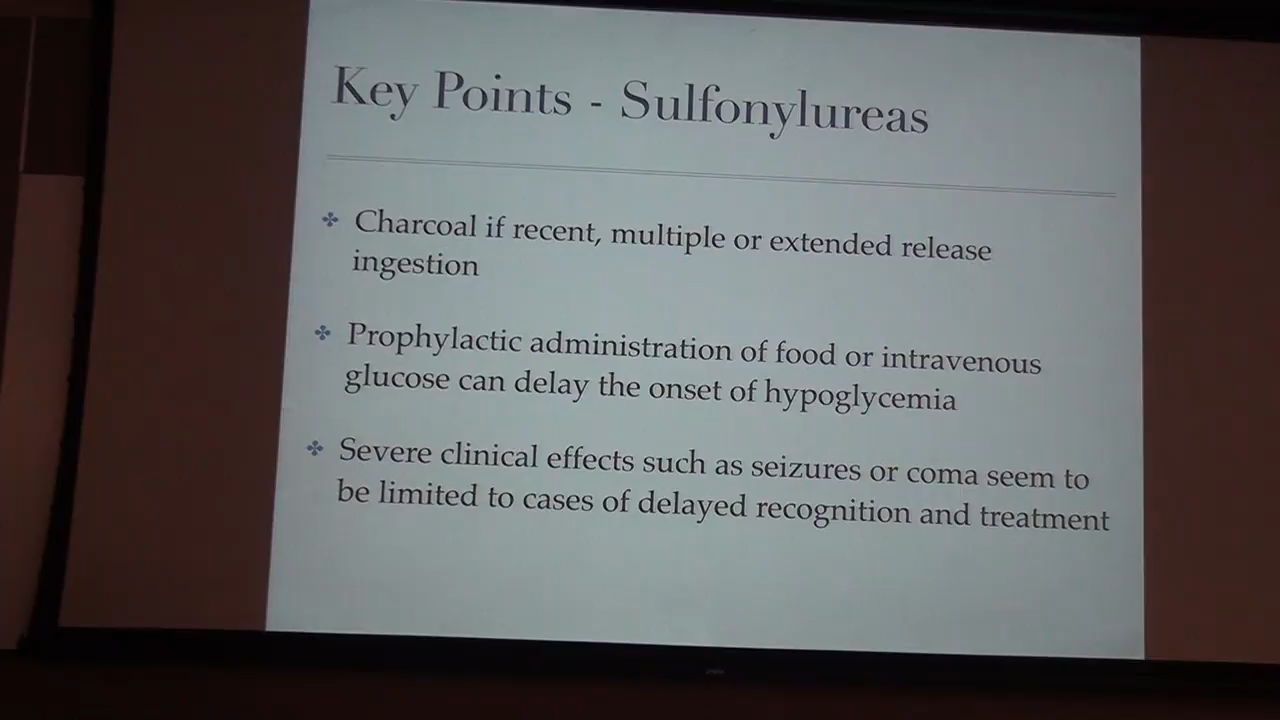 Key Points - Sulfonylureas
Charcoal if recent, multiple or extended release
ingestion
Prophylactic administration of food or intravenous
glucose can delay the onset of hypoglycemia
Severe clinical effects such as seizures or coma seem to
be limited to cases of delayed recognition and treatment